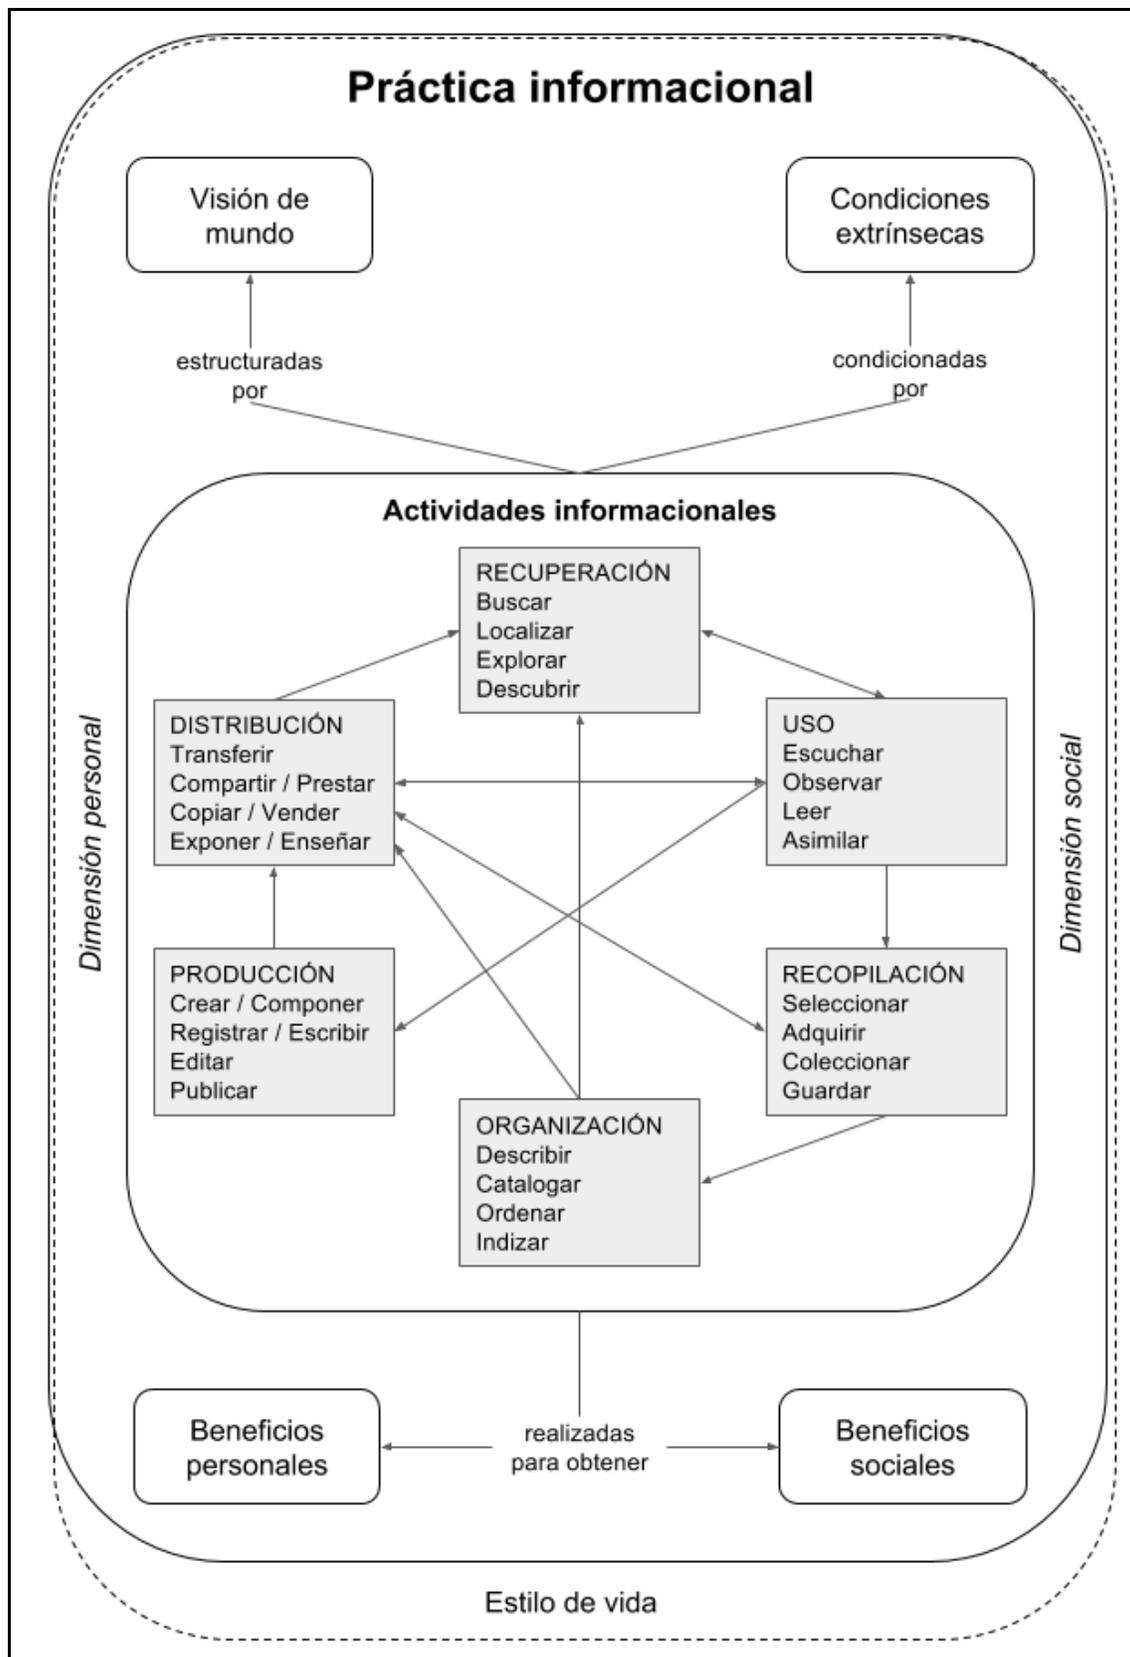 Práctica informacional
Visión de
mundo
Condiciones
extrínsecas
estructuradas
por
condicionadas
por
Actividades informacionales
RECUPERACIÓN
Buscar
Localizar
Explorar
Descubrir
DISTRIBUCIÓN
Transferir
Compartir / Prestar
Copiar / Vender
Exponer / Enseñar
USO
Escuchar
Observar
Leer
Asimilar
Dimensión personal
Dimensión social
PRODUCCIÓN
Crear / Componer
Registrar / Escribir
Editar
Publicar
RECOPILACIÓN
Seleccionar
Adquirir
Coleccionar
Guardar
ORGANIZACIÓN
Describir
Catalogar
Ordenar
Indizar
Beneficios
personales
realizadas
para obtener
Beneficios
sociales
Estilo de vida